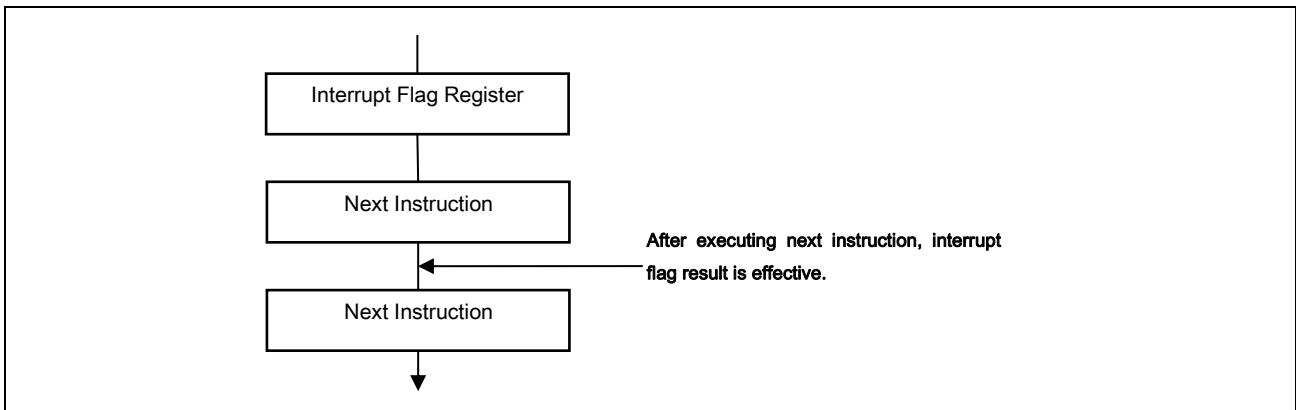 Interrupt Flag Register
Next Instruction
After executing next instruction, interrupt
flag result is effective.
Next Instruction